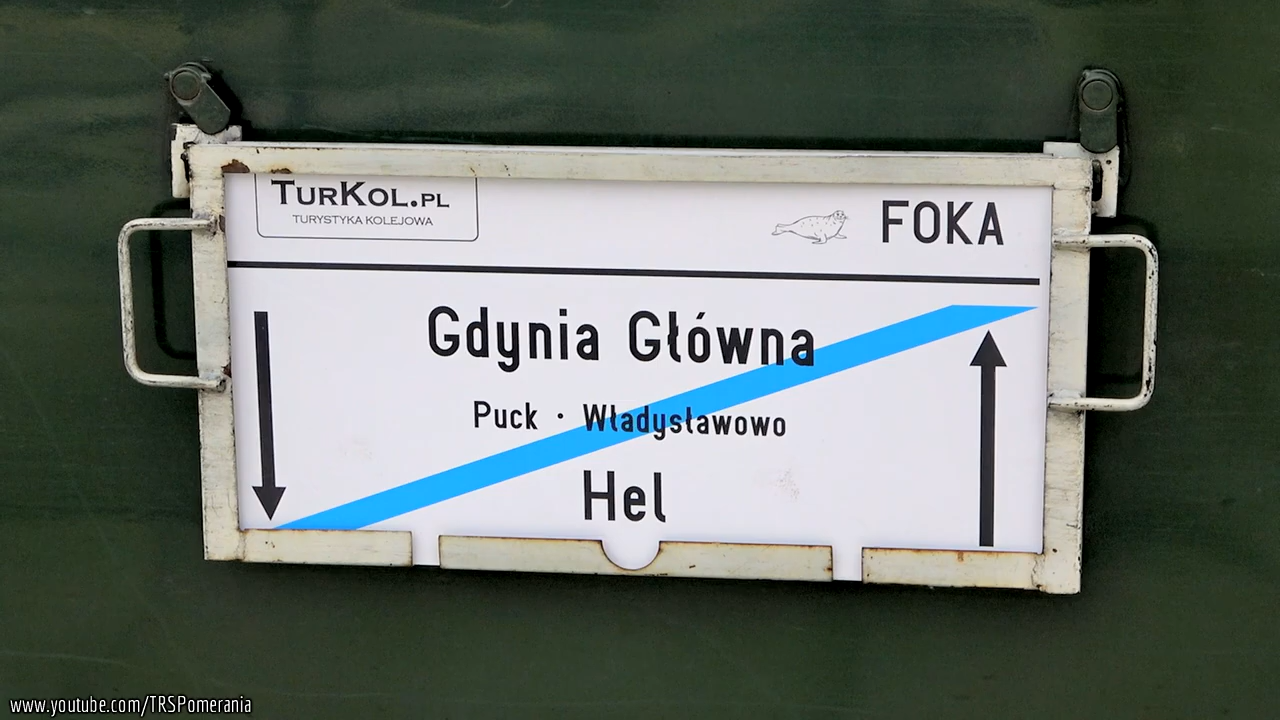 TURKOL.PL
TURYSTYKA KOLEJOWA
FOKA
Gdynia Główna
Puck · Władysławowo
Hel
www.youtube.com/TRSPomerania